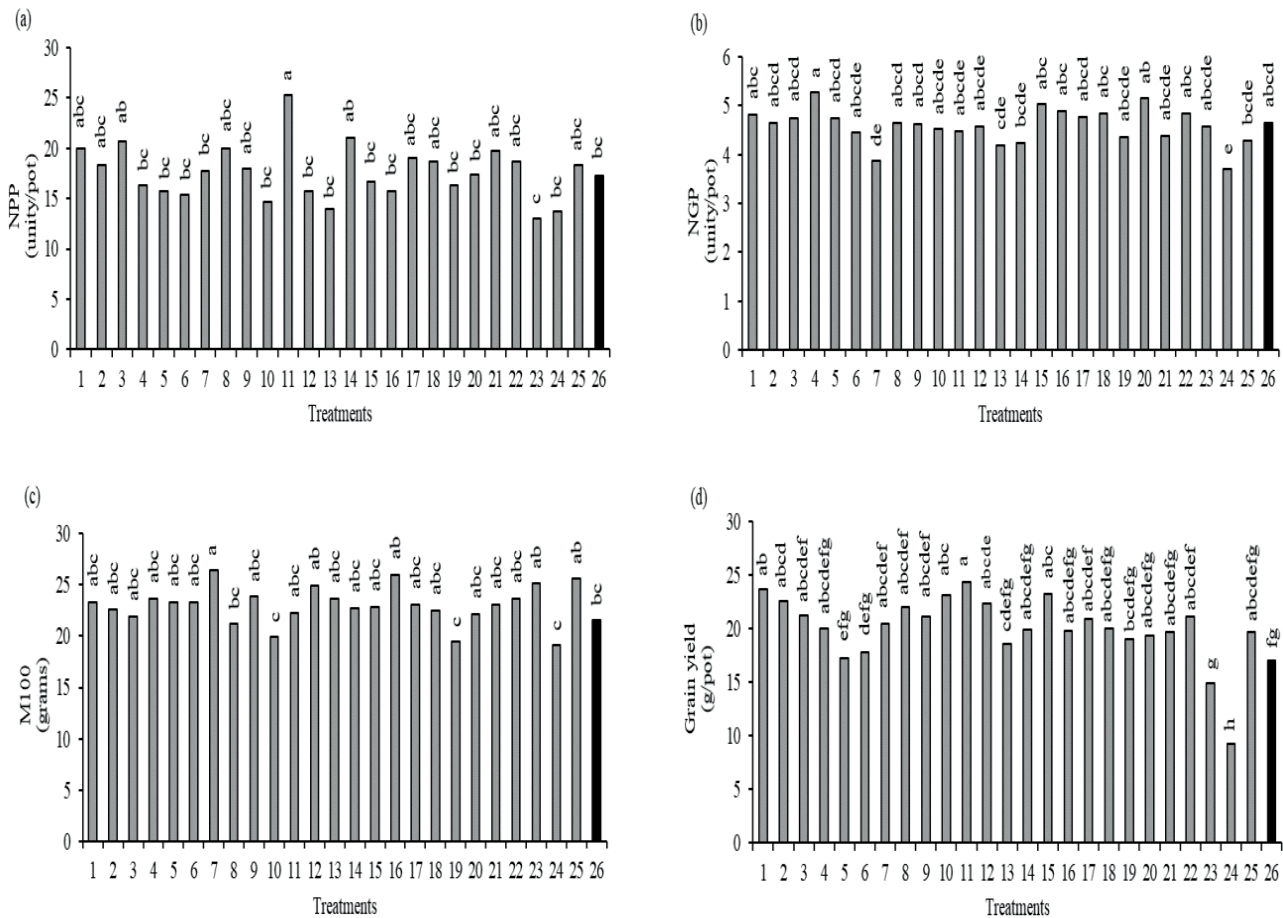 (a)
NPP
(unity/pot)
30
25
20
15
10
5
0
abc abc ab bc bc bc bc abc abc bc a bc bc ab bc bc abc abc bc bc abc abc c bc abc bc
1 2 3 4 5 6 7 8 9 10 11 12 13 14 15 16 17 18 19 20 21 22 23 24 25 26
Treatments
(b)
NGP
(unity/pot)
6
5
4
3
2
1
0
abc abcd abcd a abcd abcde de abcd abcd abcde abcde abcde cde bcde abc abc abcd abc abcde ab abcde abc abcde e bcde abcd
1 2 3 4 5 6 7 8 9 10 11 12 13 14 15 16 17 18 19 20 21 22 23 24 25 26
Treatments
(c)
M100
(grams)
30
25
20
15
10
5
0
abc abc abc abc abc abc a bc abc c abc ab abc abc abc ab abc abc c abc abc abc ab c ab bc
1 2 3 4 5 6 7 8 9 10 11 12 13 14 15 16 17 18 19 20 21 22 23 24 25 26
Treatments
(d)
Grain yield
(g/pot)
30
25
20
15
10
5
0
ab abcd abcdef abcdefg efg defg abcdef abcdef abcdef abc a abcde cdefg abcdefg abc abcdefg abcdef abcdefg bcdefg abcdefg abcdefg abcdef g h abcdefg fg
1 2 3 4 5 6 7 8 9 10 11 12 13 14 15 16 17 18 19 20 21 22 23 24 25 26
Treatments